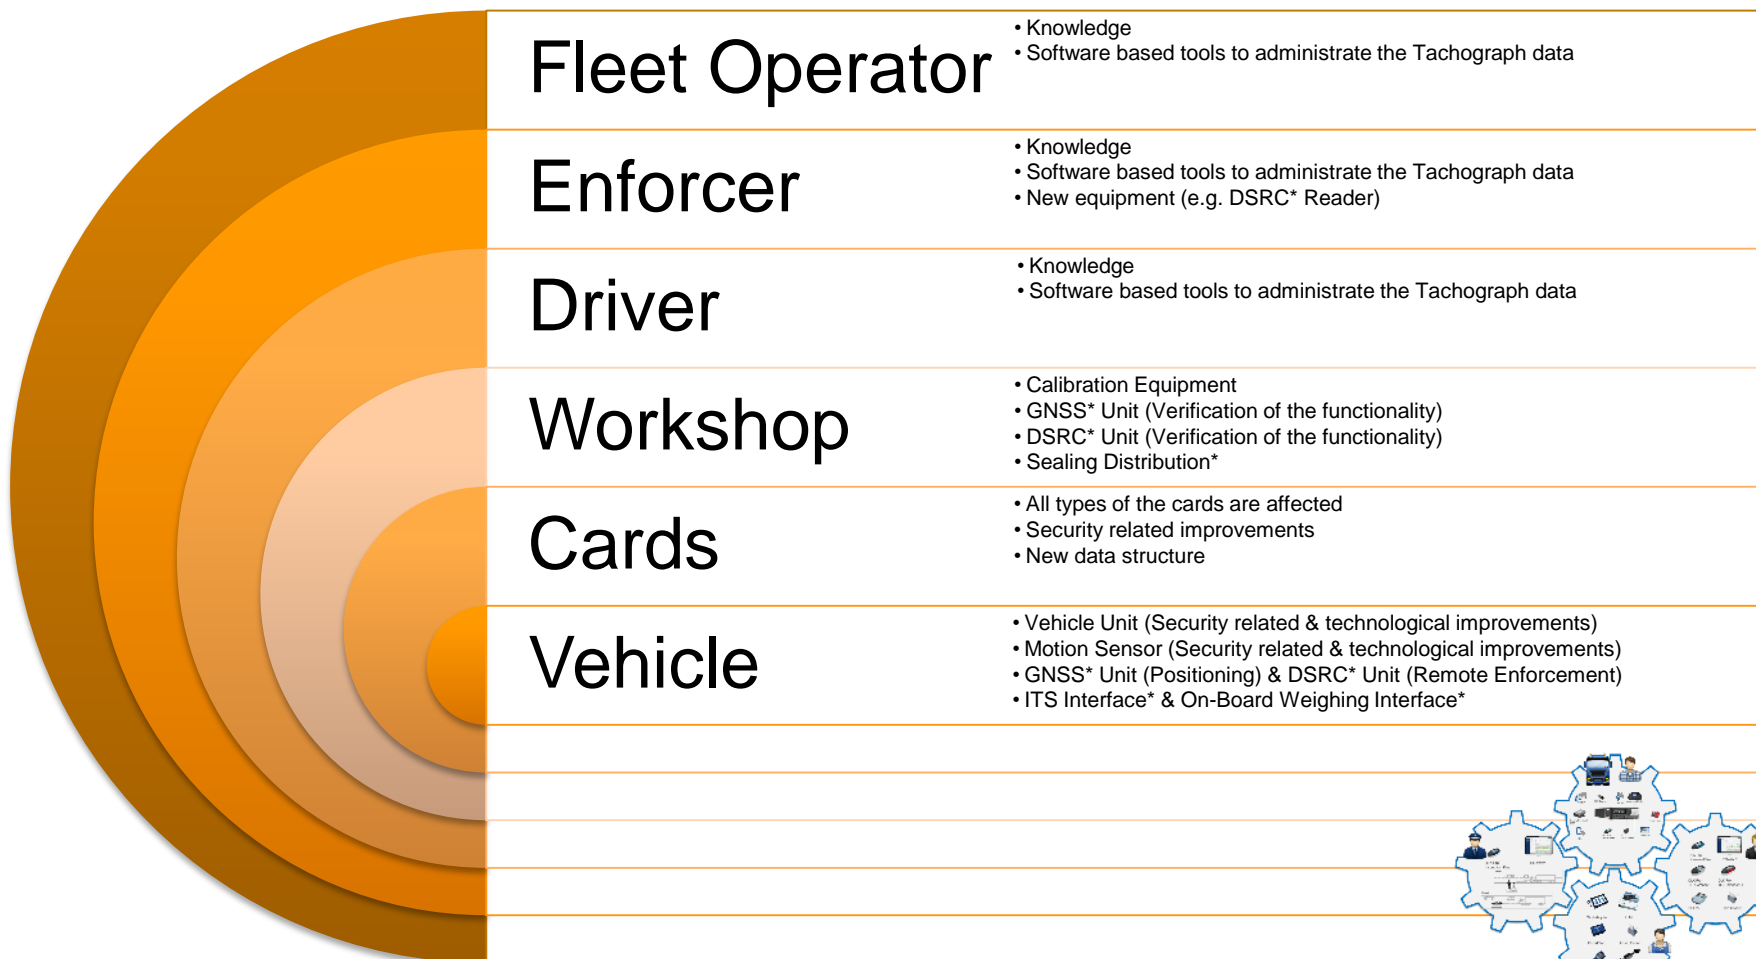 Fleet Operator
• Knowledge
• Software based tools to administrate the Tachograph data
Enforcer
• Knowledge
• Software based tools to administrate the Tachograph data
• New equipment (e.g. DSRC* Reader)
Driver
• Knowledge
• Software based tools to administrate the Tachograph data
Workshop
• Calibration Equipment
• GNSS* Unit (Verification of the functionality)
• DSRC* Unit (Verification of the functionality)
• Sealing Distribution*
Cards
• All types of the cards are affected
• Security related improvements
• New data structure
Vehicle
• Vehicle Unit (Security related & technological improvements)
• Motion Sensor (Security related & technological improvements)
• GNSS* Unit (Positioning) & DSRC* Unit (Remote Enforcement)
• ITS Interface* & On-Board Weighing Interface*